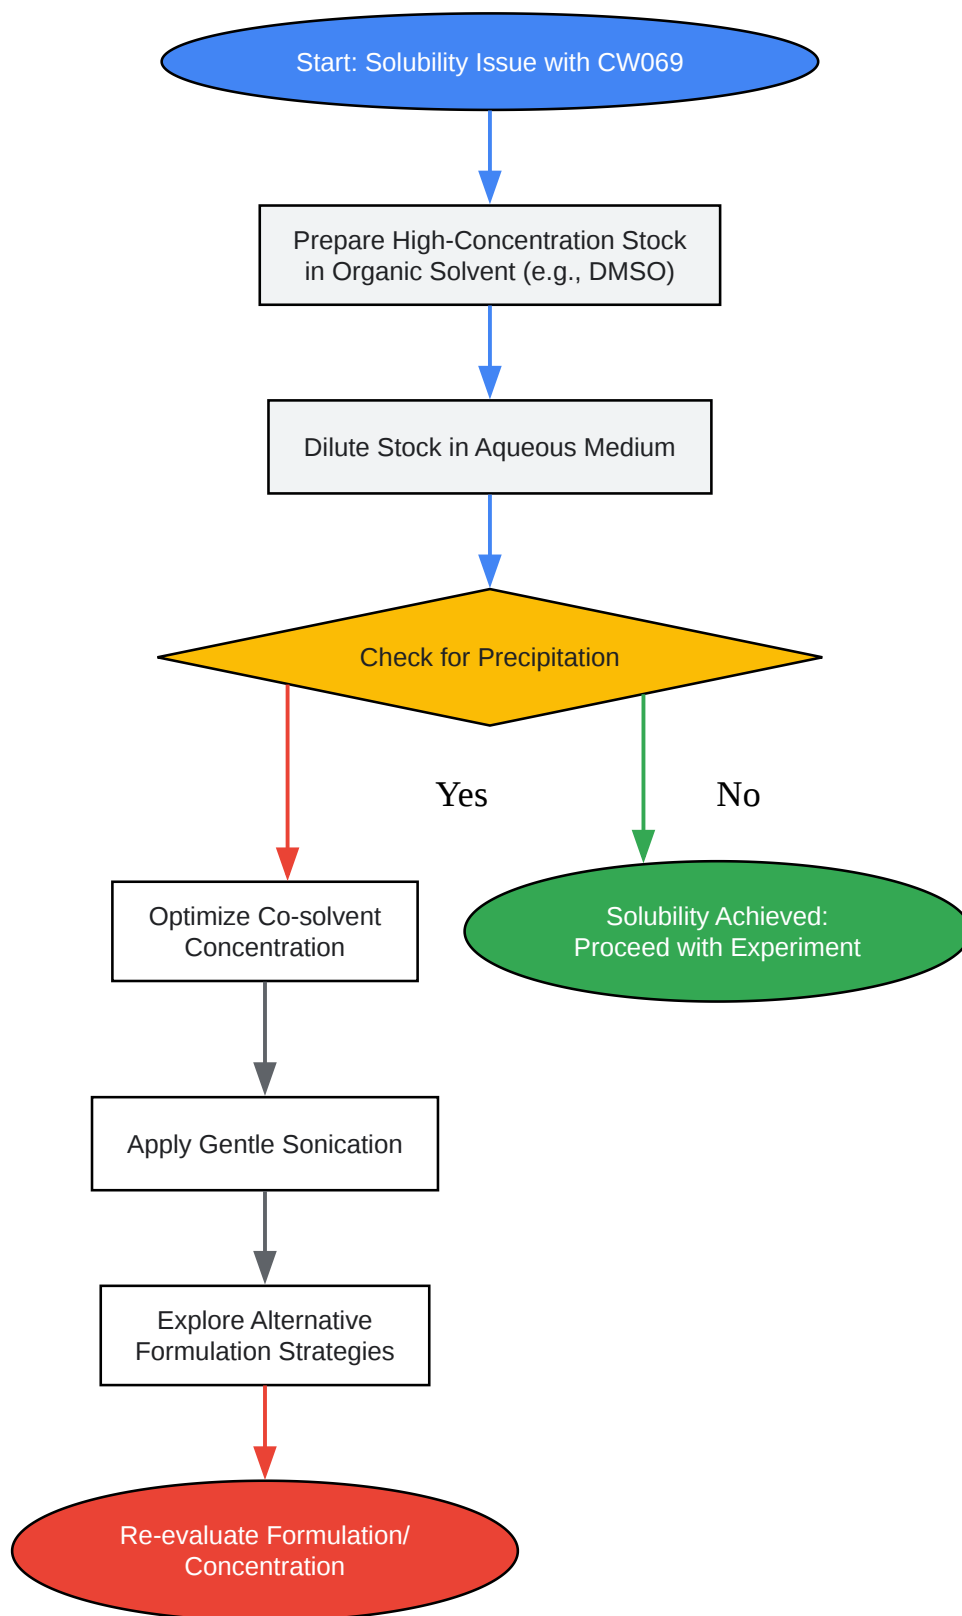 Start: Solubility Issue with CW069
Prepare High-Concentration Stock
in Organic Solvent (e.g., DMSO)
Dilute Stock in Aqueous Medium
Check for Precipitation
Yes
No
Optimize Co-solvent
Concentration
Solubility Achieved:
Proceed with Experiment
Apply Gentle Sonication
Explore Alternative
Formulation Strategies
Re-evaluate Formulation/
Concentration